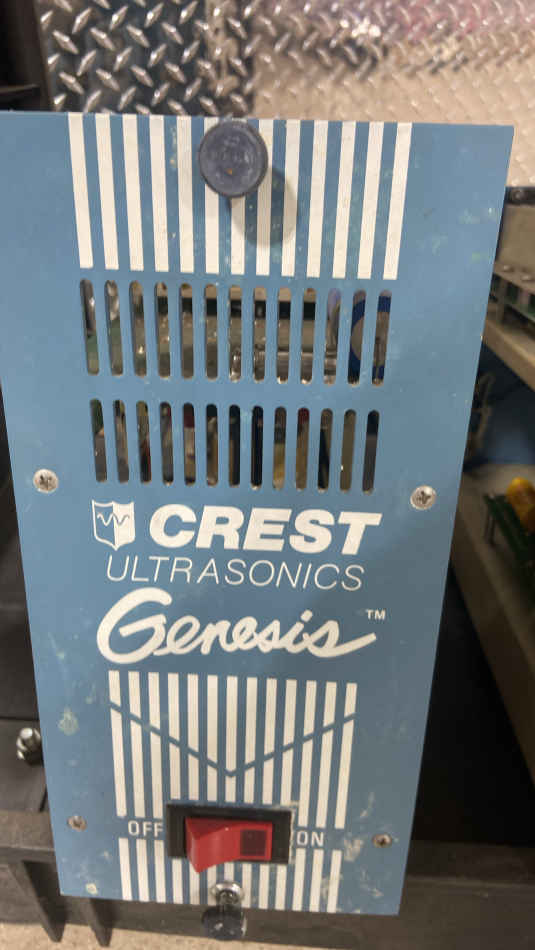 CREST
ULTRASONICS
Genesis™
OFF ON